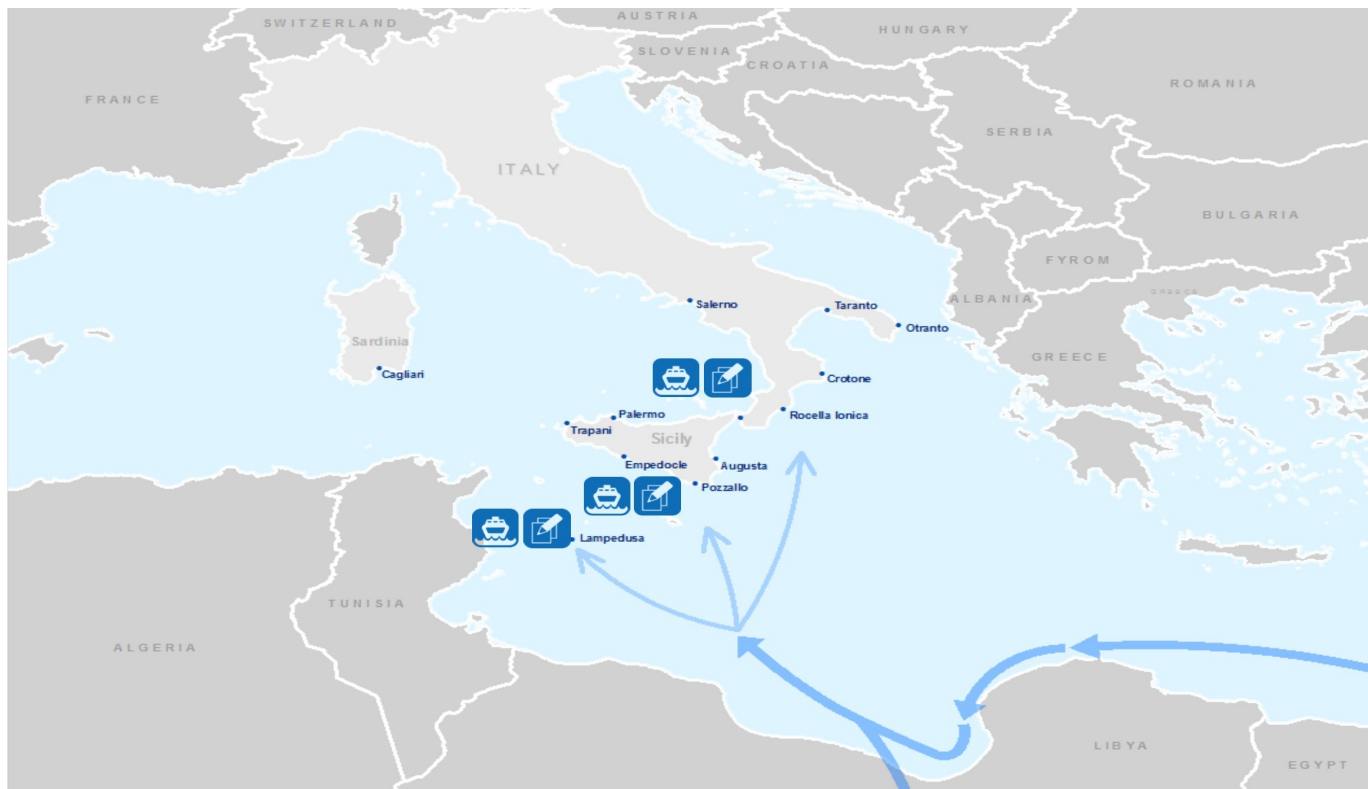 AUSTRIA
SWITZERLAND
HUNGARY
SLOVENIA
CROATIA
ROMANIA
FRANCE
SERBIA
ITALY
BULGARIA
FYROM
GREECE
ALBANIA
Salerno
Taranto
Otranto
Sardinia
GREECE
Cagliari
Crotone
Palermo
Rocella Ionica
Trapani
Sicily
Empedocle
Augusta
Pozzallo
Lampedusa
TUNISIA
ALGERIA
LIBYA
EGYPT